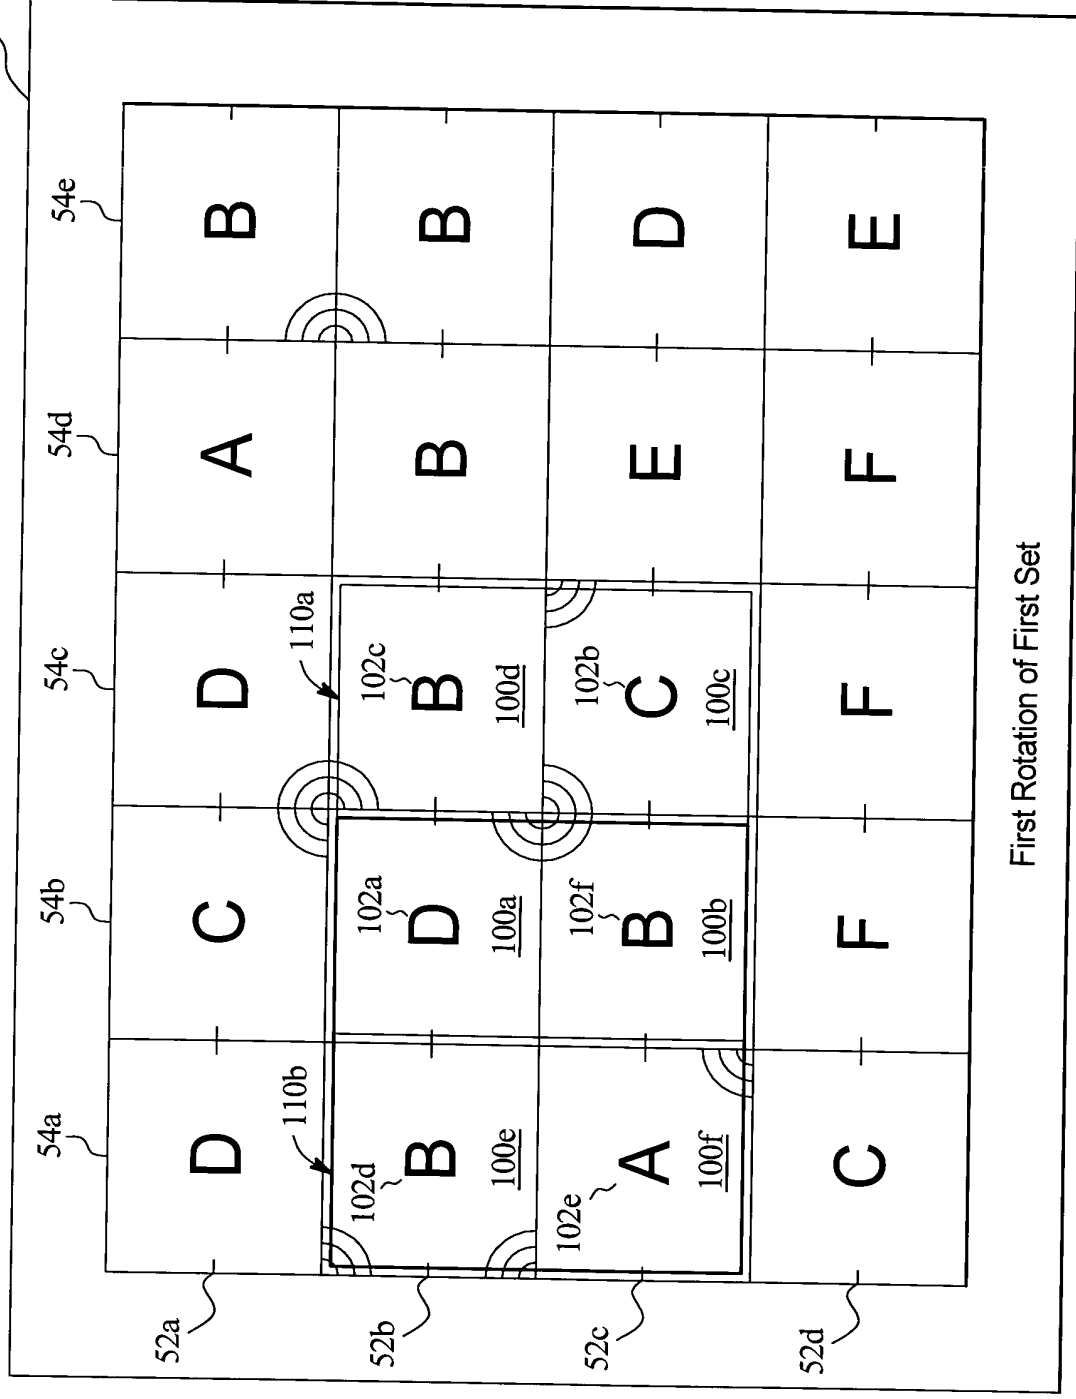 54a 54b 54c 54d 54e
52a D C D A B
110b 110a
52b 102d B 100e 102a D 100a 102c B 100d B B
52c 102e A 100f 102f B 100b 102b C 100c E D
52d C F F F E
First Rotation of First Set